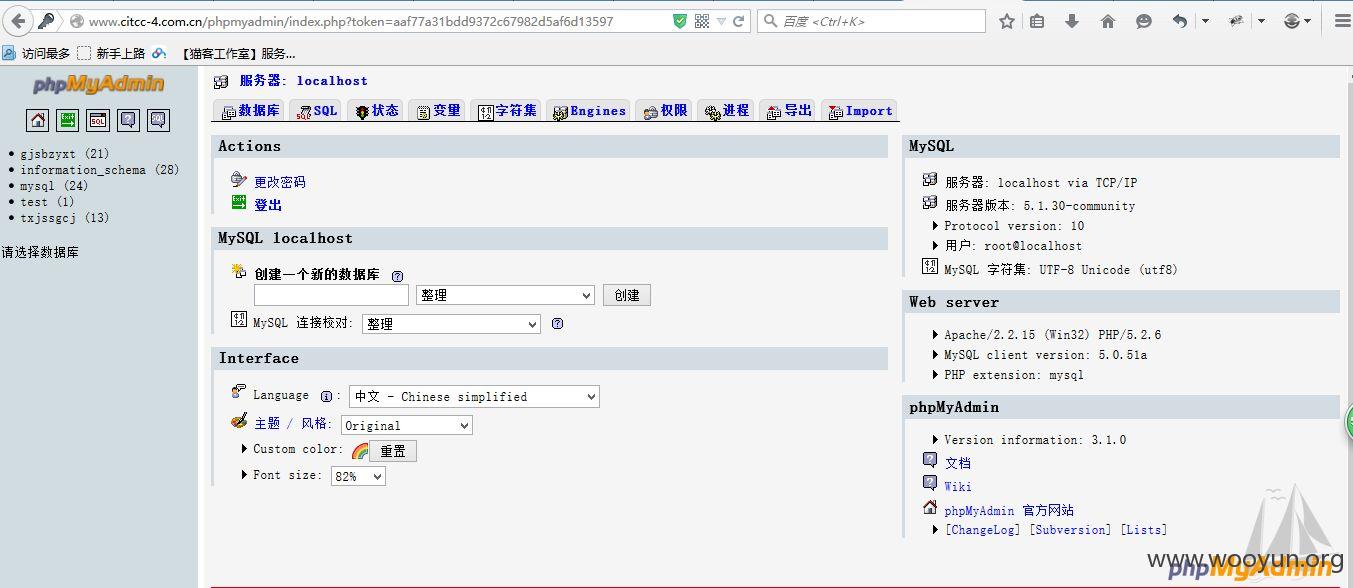 www.citcc-4.com.cn/phpmyadmin/index.php?token=aaf77a31bdd9372c67982d5af6d13597
百度 <Ctrl+K>
访问最多 新手上路 【猫客工作室】服务...
phpMyAdmin
gjsbzyxt (21)
information_schema (28)
mysql (24)
test (1)
txjssgcj (13)
请选择数据库
服务器: localhost
数据库 SQL 状态 变量 字符集 Engines 权限 进程 导出 Import
Actions
更改密码
登出
MySQL localhost
创建一个新的数据库
整理 创建
MySQL 连接校对: 整理
Interface
Language : 中文 - Chinese simplified
主题 / 风格: Original
Custom color: 重置
Font size: 82%
MySQL
服务器: localhost via TCP/IP
服务器版本: 5.1.30-community
Protocol version: 10
用户: root@localhost
MySQL 字符集: UTF-8 Unicode (utf8)
Web server
Apache/2.2.15 (Win32) PHP/5.2.6
MySQL client version: 5.0.51a
PHP extension: mysql
phpMyAdmin
Version information: 3.1.0
文档
Wiki
phpMyAdmin 官方网站
[ChangeLog] [Subversion] [Lists]
www.wooyun.org
phpMyAdmin